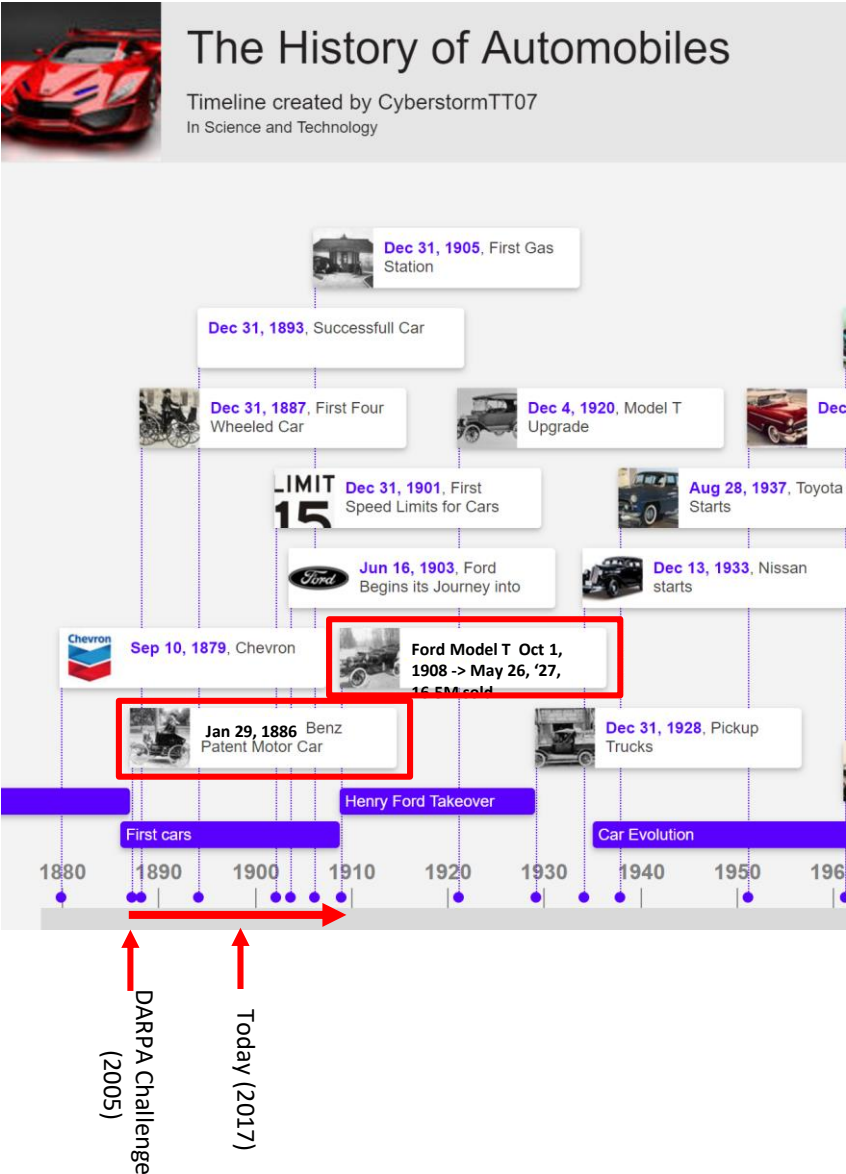 The History of Automobiles
Timeline created by CyberstormTT07
In Science and Technology
Dec 31, 1905, First Gas
Station
Dec 31, 1893, Successfull Car
Dec 31, 1887, First Four
Wheeled Car
Dec 4, 1920, Model T
Upgrade
Dec
LIMIT
15
Dec 31, 1901, First
Speed Limits for Cars
Aug 28, 1937, Toyota
Starts
Ford
Jun 16, 1903, Ford
Begins its Journey into
Dec 13, 1933, Nissan
starts
Chevron
Sep 10, 1879, Chevron
Ford Model T Oct 1,
1908 -> May 26, ‘27,
16.5M sold
Jan 29, 1886 Benz
Patent Motor Car
Dec 31, 1928, Pickup
Trucks
Henry Ford Takeover
First cars
Car Evolution
1880 1890 1900 1910 1920 1930 1940 1950 196
DARPA Challenge
(2005)
Today (2017)